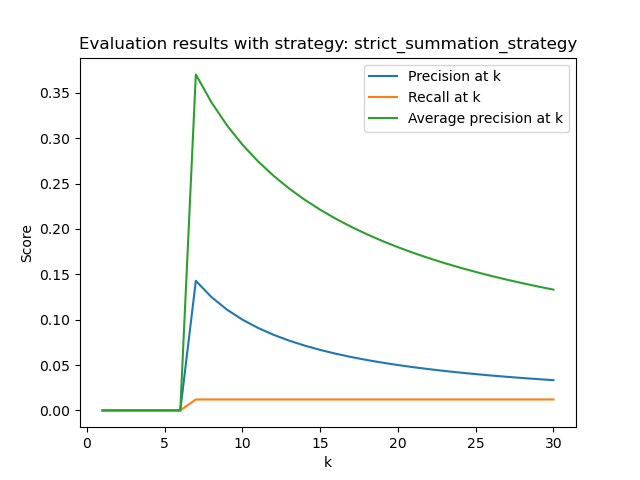 Evaluation results with strategy: strict_summation_strategy
Precision at k
Recall at k
Average precision at k
0.35
0.30
0.25
0.20
0.15
0.10
0.05
0.00
Score
0
5
10
15
20
25
30
k